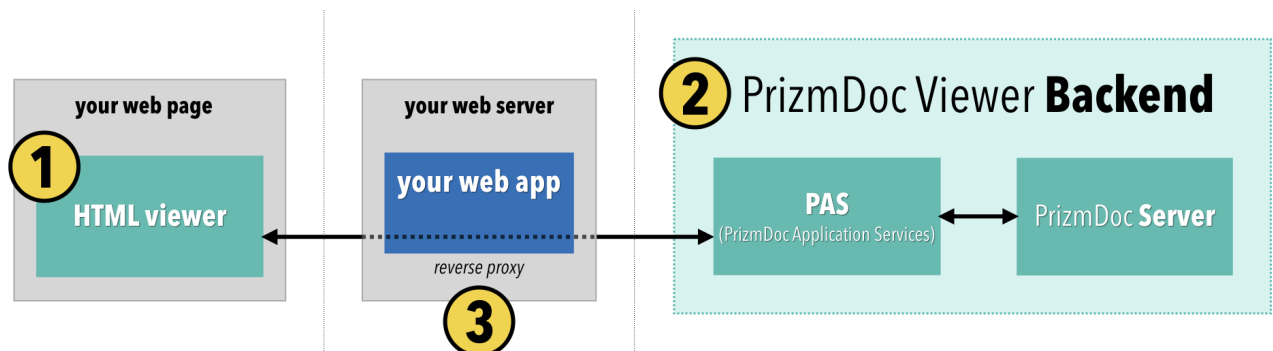 your web page
1
HTML viewer
your web server
your web app
reverse proxy
3
2
PrizmDoc Viewer Backend
PAS
(PrizmDoc Application Services)
PrizmDoc Server